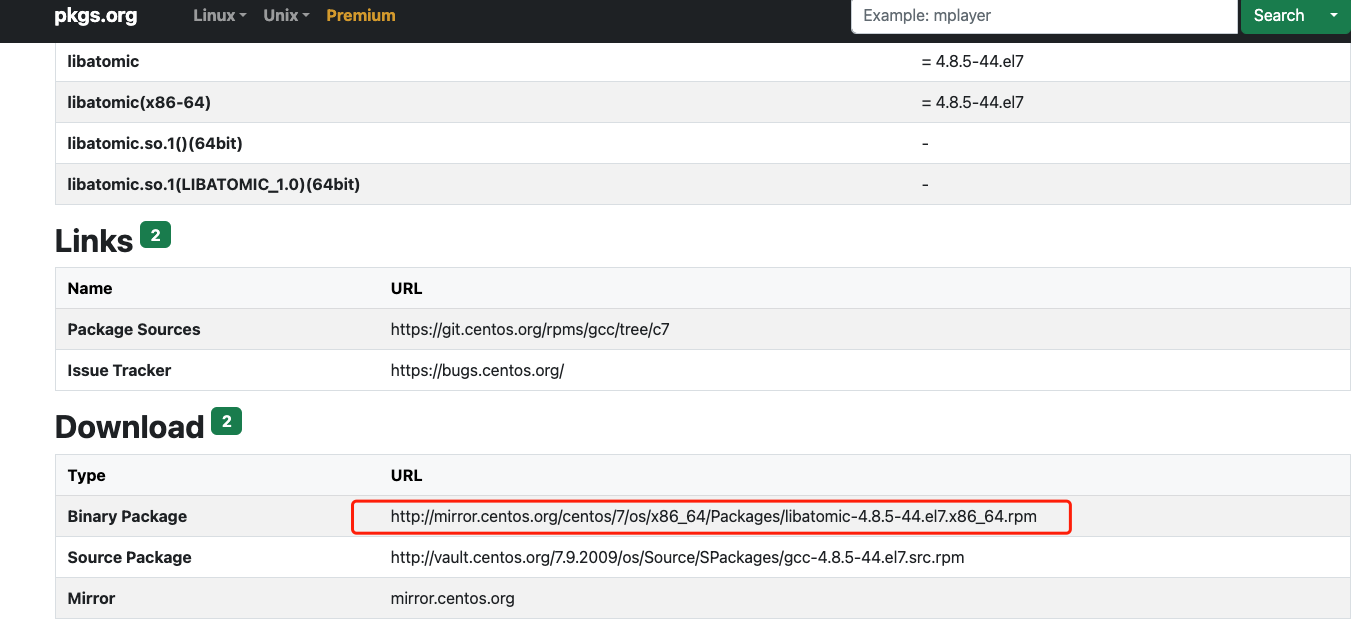 pkgs.org Linux Unix Premium Example: mplayer Search
libatomic = 4.8.5-44.el7
libatomic(x86-64) = 4.8.5-44.el7
libatomic.so.1()(64bit) -
libatomic.so.1(LIBATOMIC_1.0)(64bit) -
Links 2
Name URL
Package Sources https://git.centos.org/rpms/gcc/tree/c7
Issue Tracker https://bugs.centos.org/
Download 2
Type URL
Binary Package http://mirror.centos.org/centos/7/os/x86_64/Packages/libatomic-4.8.5-44.el7.x86_64.rpm
Source Package http://vault.centos.org/7.9.2009/os/Source/SPackages/gcc-4.8.5-44.el7.src.rpm
Mirror mirror.centos.org